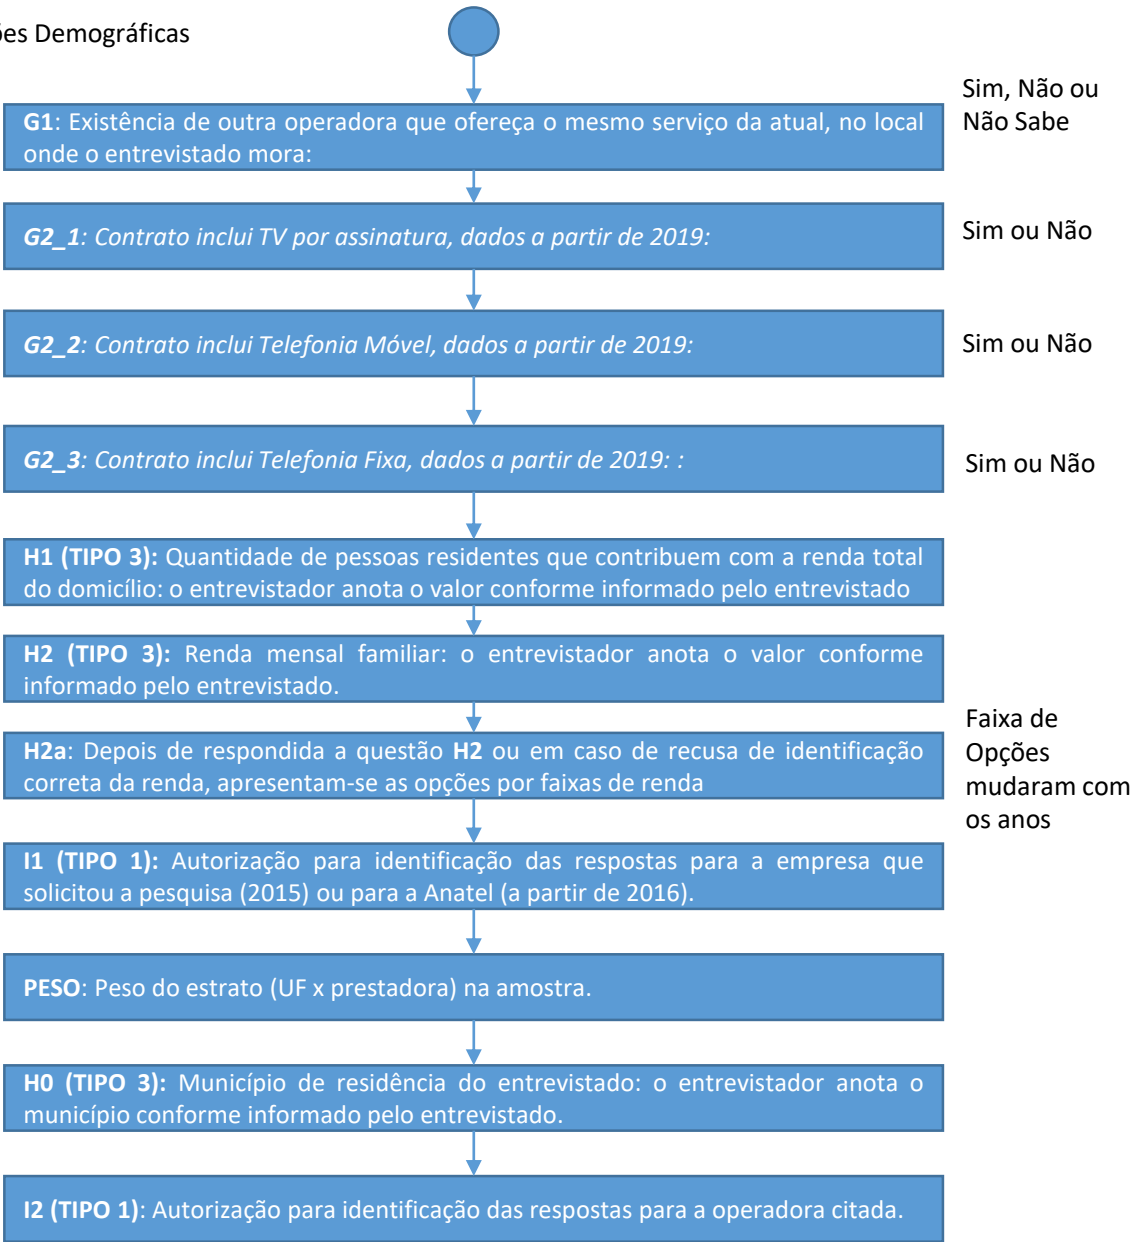 ões Demográficas
Sim, Não ou
Não Sabe
G1: Existência de outra operadora que ofereça o mesmo serviço da atual, no local
onde o entrevistado mora:
G2_1: Contrato inclui TV por assinatura, dados a partir de 2019:
Sim ou Não
G2_2: Contrato inclui Telefonia Móvel, dados a partir de 2019:
Sim ou Não
G2_3: Contrato inclui Telefonia Fixa, dados a partir de 2019: :
Sim ou Não
H1 (TIPO 3): Quantidade de pessoas residentes que contribuem com a renda total
do domicílio: o entrevistador anota o valor conforme informado pelo entrevistado
H2 (TIPO 3): Renda mensal familiar: o entrevistador anota o valor conforme
informado pelo entrevistado.
H2a: Depois de respondida a questão H2 ou em caso de recusa de identificação
correta da renda, apresentam-se as opções por faixas de renda
Faixa de
Opções
mudaram com
os anos
I1 (TIPO 1): Autorização para identificação das respostas para a empresa que
solicitou a pesquisa (2015) ou para a Anatel (a partir de 2016).
PESO: Peso do estrato (UF x prestadora) na amostra.
H0 (TIPO 3): Município de residência do entrevistado: o entrevistador anota o
município conforme informado pelo entrevistado.
I2 (TIPO 1): Autorização para identificação das respostas para a operadora citada.